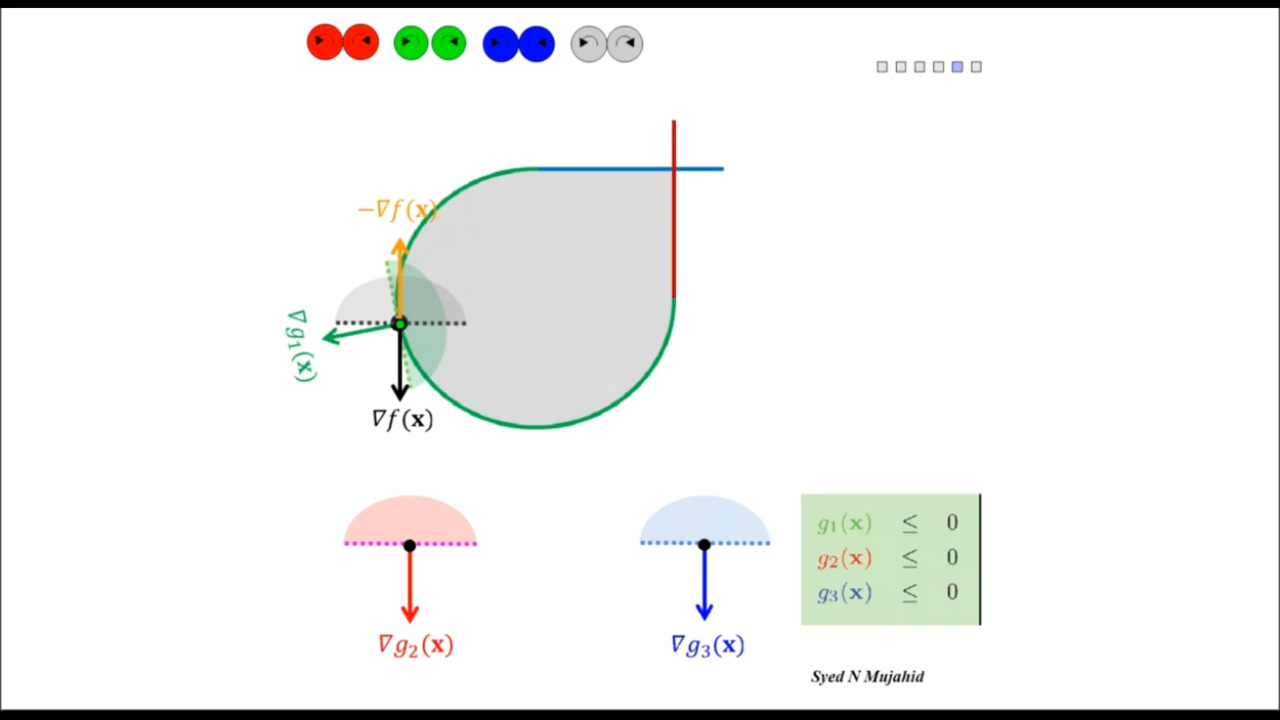 −∇f(𝐱)
∇g₁(𝐱)
∇f(𝐱)
∇g₂(𝐱)
∇g₃(𝐱)
g₁(𝐱) ≤ 0
g₂(𝐱) ≤ 0
g₃(𝐱) ≤ 0
Syed N Mujahid